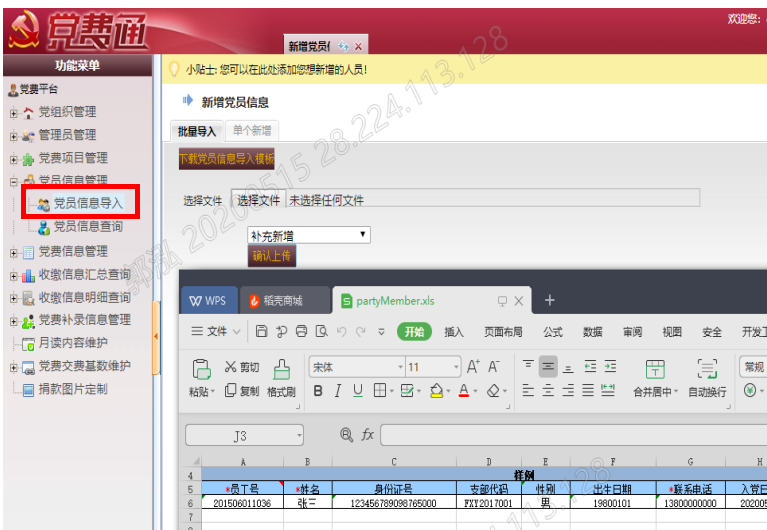 党费通
欢迎您:
功能菜单
新增党员(
党费平台
小贴士: 您可以在此处添加您想新增的人员!
党组织管理
新增党员信息
管理员管理
批量导入 单个新增
党费项目管理
下载党员信息导入模板
党员信息管理
党员信息导入
选择文件 选择文件 未选择任何文件
党员信息查询
补充新增
党费信息管理
确认上传
收缴信息汇总查询
收缴信息明细查询
党费补录信息管理
月读内容维护
党费交费基数维护
捐款图片定制
WPS 稻壳商城 partyMember.xls
文件 开始 插入 页面布局 公式 数据 审阅 视图 安全 开发工
剪切 宋体 11 A+ A- 常规
粘贴 复制 格式刷 B I U A 合并居中 自动换行
J3 fx
A B C D E F G H
4 样例
5 *员工号 *姓名 身份证号 支部代码 性别 出生日期 *联系电话 入党日
6 201506011036 张三 123456789098765000 FXY2017001 男 19800101 13800000000 202005
7
20200515 28.224.113.128